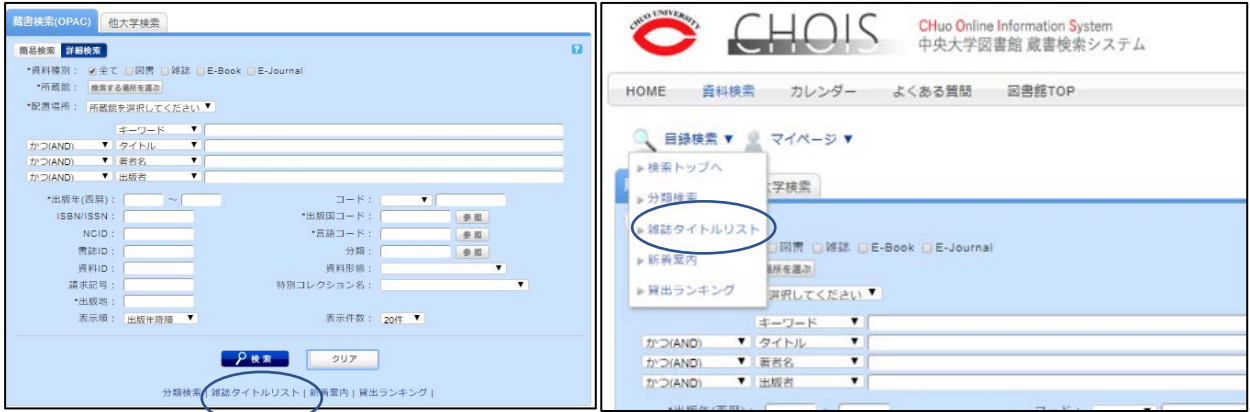 蔵書検索(OPAC) 他大学検索
簡易検索 詳細検索 ?
*資料種別： 全て 図書 雑誌 E-Book E-Journal
*所蔵館： 検索する場所を選ぶ
*配置場所： 所蔵館を選択してください ▼
キーワード ▼
かつ(AND) ▼ タイトル ▼
かつ(AND) ▼ 著者名 ▼
かつ(AND) ▼ 出版者 ▼
*出版年(西暦)： ～ コード： ▼
ISBN/ISSN： *出版国コード： 参照
NCID： *言語コード： 参照
書誌ID： 分類： 参照
資料ID： 資料形態： ▼
請求記号： 特別コレクション名： ▼
*出版地：
表示順： 出版年降順 ▼ 表示件数： 20件 ▼
検索 クリア
分類検索 | 雑誌タイトルリスト | 新着案内 | 貸出ランキング |
CHUO UNIVERSITY
CHOIS
CHuo Online Information System
中央大学図書館 蔵書検索システム
HOME 資料検索 カレンダー よくある質問 図書館TOP
目録検索 ▼ マイページ ▼
検索トップへ
分類検索
雑誌タイトルリスト
新着案内
貸出ランキング
大学検索
図書 雑誌 E-Book E-Journal
場所を選ぶ
選択してください ▼
キーワード ▼
かつ(AND) ▼ タイトル ▼
かつ(AND) ▼ 著者名 ▼
かつ(AND) ▼ 出版者 ▼